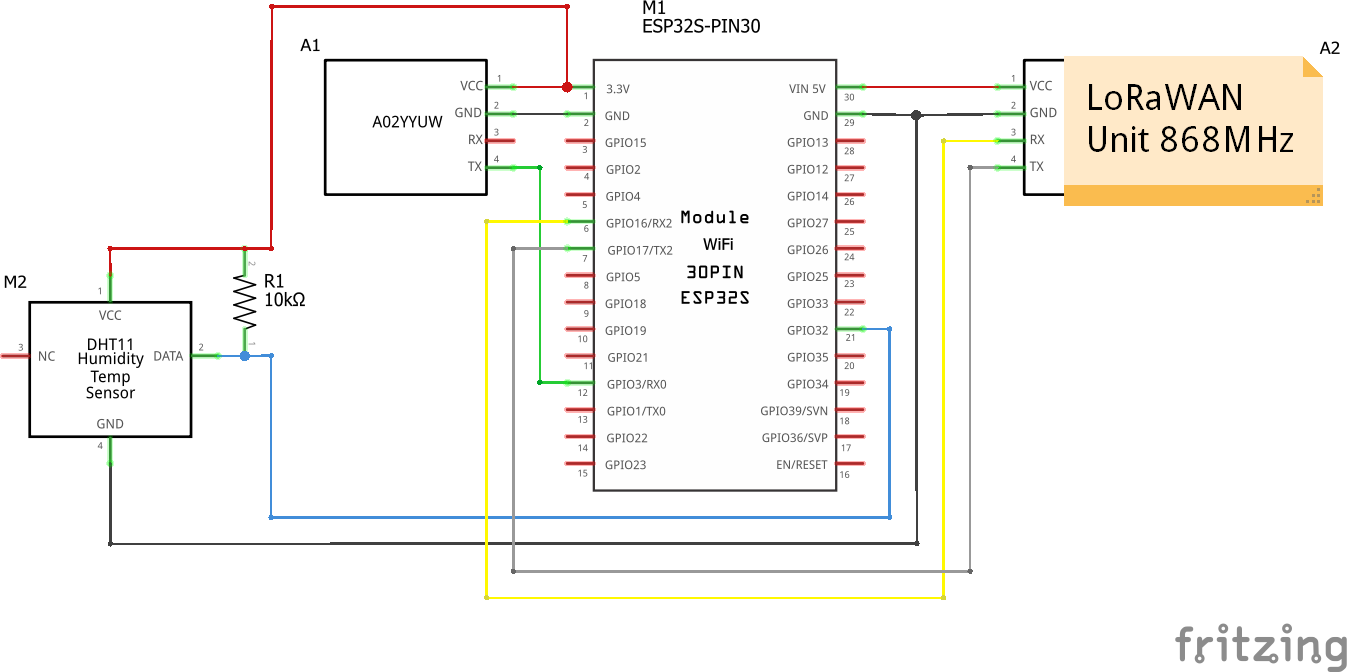 M1
ESP32S-PIN30
A1
VCC 1
GND 2
RX 3
TX 4
A02YYUW
1 3.3V
2 GND
3 GPIO15
4 GPIO2
5 GPIO4
6 GPIO16/RX2
7 GPIO17/TX2
8 GPIO5
9 GPIO18
10 GPIO19
11 GPIO21
12 GPIO3/RX0
13 GPIO1/TX0
14 GPIO22
15 GPIO23
Module
WiFi
30PIN
ESP32S
VIN 5V 30
GND 29
GPIO13 28
GPIO12 27
GPIO14 26
GPIO27 25
GPIO26 24
GPIO25 23
GPIO33 22
GPIO32 21
GPIO35 20
GPIO34 19
GPIO39/SVN 18
GPIO36/SVP 17
EN/RESET 16
A2
1 VCC
2 GND
3 RX
4 TX
LoRaWAN
Unit 868MHz
M2
1
VCC
3 NC
DHT11
Humidity
Temp
Sensor
DATA 2
GND
4
2
R1
10kΩ
1
fritzing